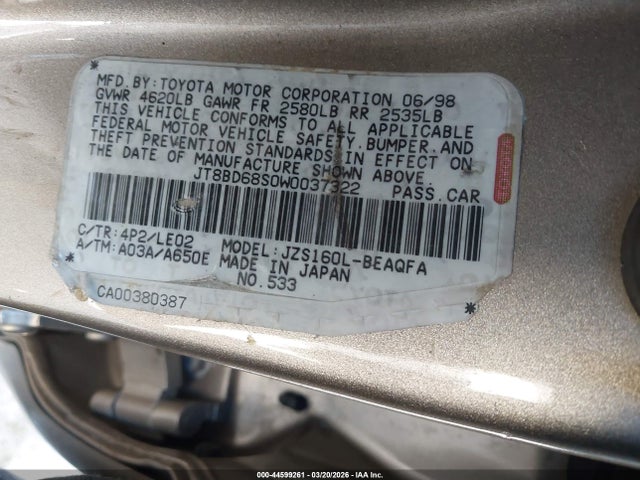 MFD.BY:TOYOTA MOTOR CORPORATION 06/98
GVWR 4620LB GAWR FR 2580LB RR 2535LB
THIS VEHICLE CONFORMS TO ALL APPLICABLE
FEDERAL MOTOR VEHICLE SAFETY,BUMPER,AND
THEFT PREVENTION STANDARDS IN EFFECT ON
THE DATE OF MANUFACTURE SHOWN ABOVE.
JT8BD68S0W0037322 PASS.CAR
C/TR:4P2/LE02 MODEL:JZS160L-BEAQFA
A/TM:A03A/A650E MADE IN JAPAN
NO.533
CA00380387
000-44599261 - 03/20/2026 - IAA Inc.